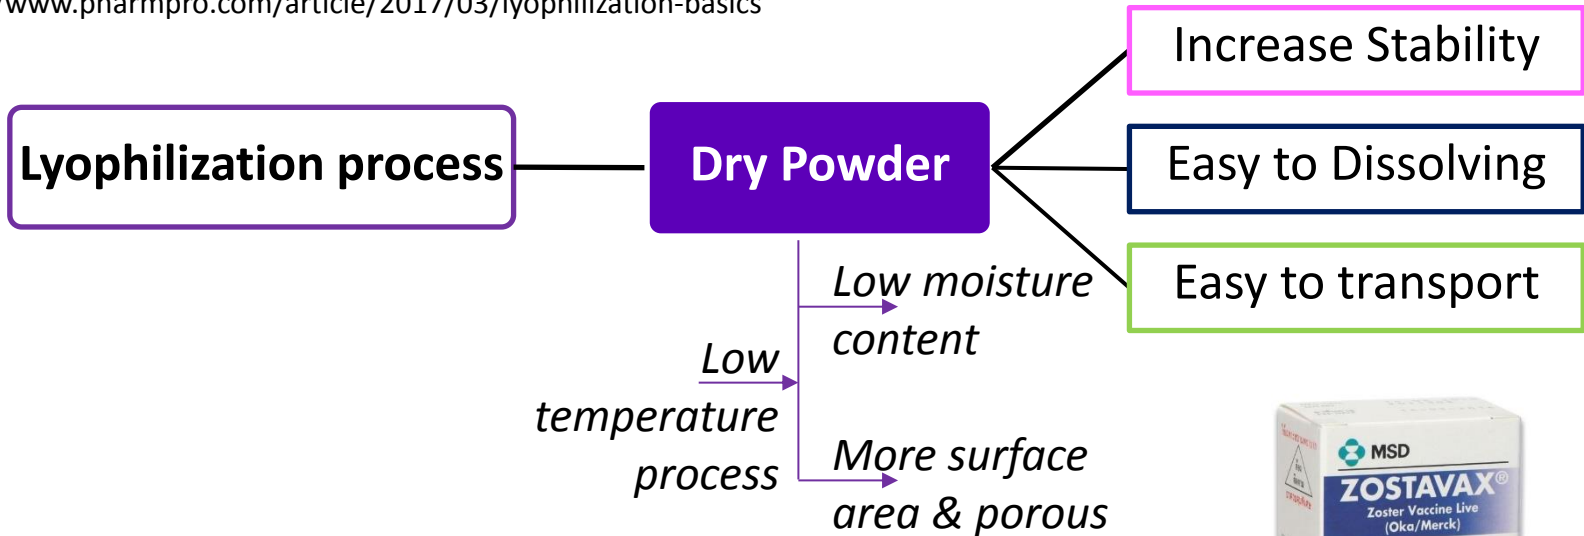 /www.pharmpro.com/article/2017/03/lyophilization-basics
Increase Stability
Lyophilization process
Dry Powder
Easy to Dissolving
Easy to transport
Low moisture
content
Low
temperature
process
More surface
area & porous
MSD
ZOSTAVAX®
Zoster Vaccine Live
(Oka/Merck)